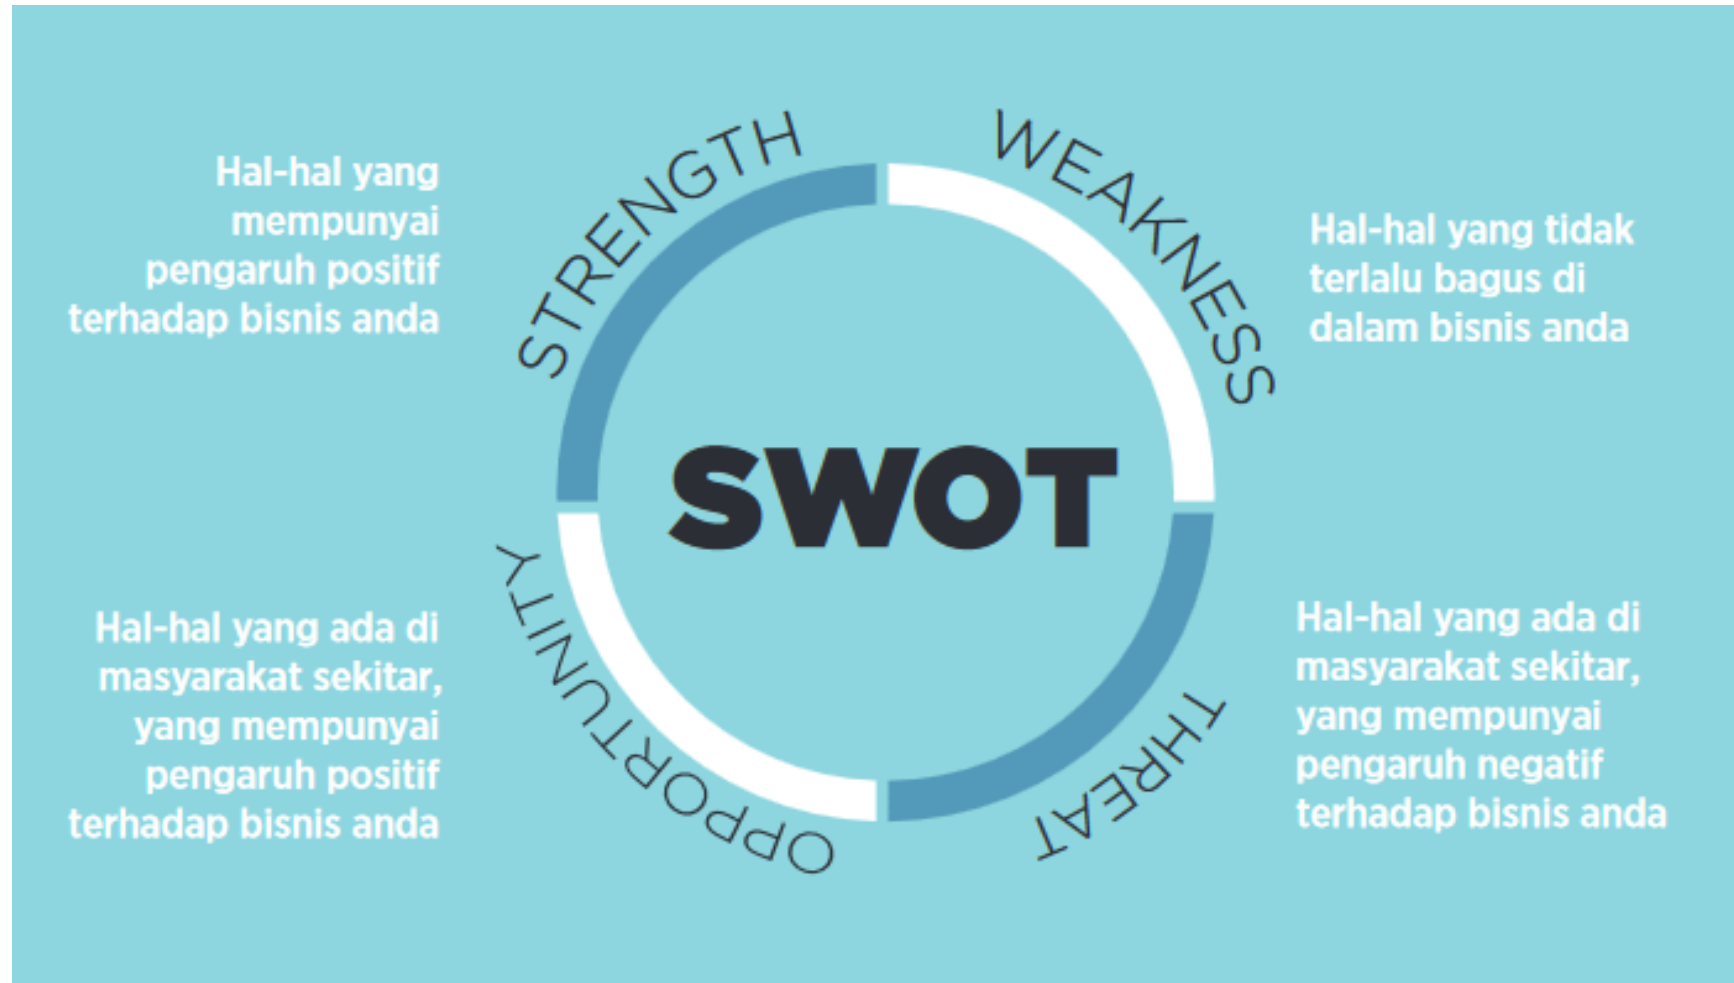 STRENGTH
Hal-hal yang
mempunyai
pengaruh positif
terhadap bisnis anda
WEAKNESS
Hal-hal yang tidak
terlalu bagus di
dalam bisnis anda
SWOT
OPPORTUNITY
Hal-hal yang ada di
masyarakat sekitar,
yang mempunyai
pengaruh positif
terhadap bisnis anda
THREAT
Hal-hal yang ada di
masyarakat sekitar,
yang mempunyai
pengaruh negatif
terhadap bisnis anda